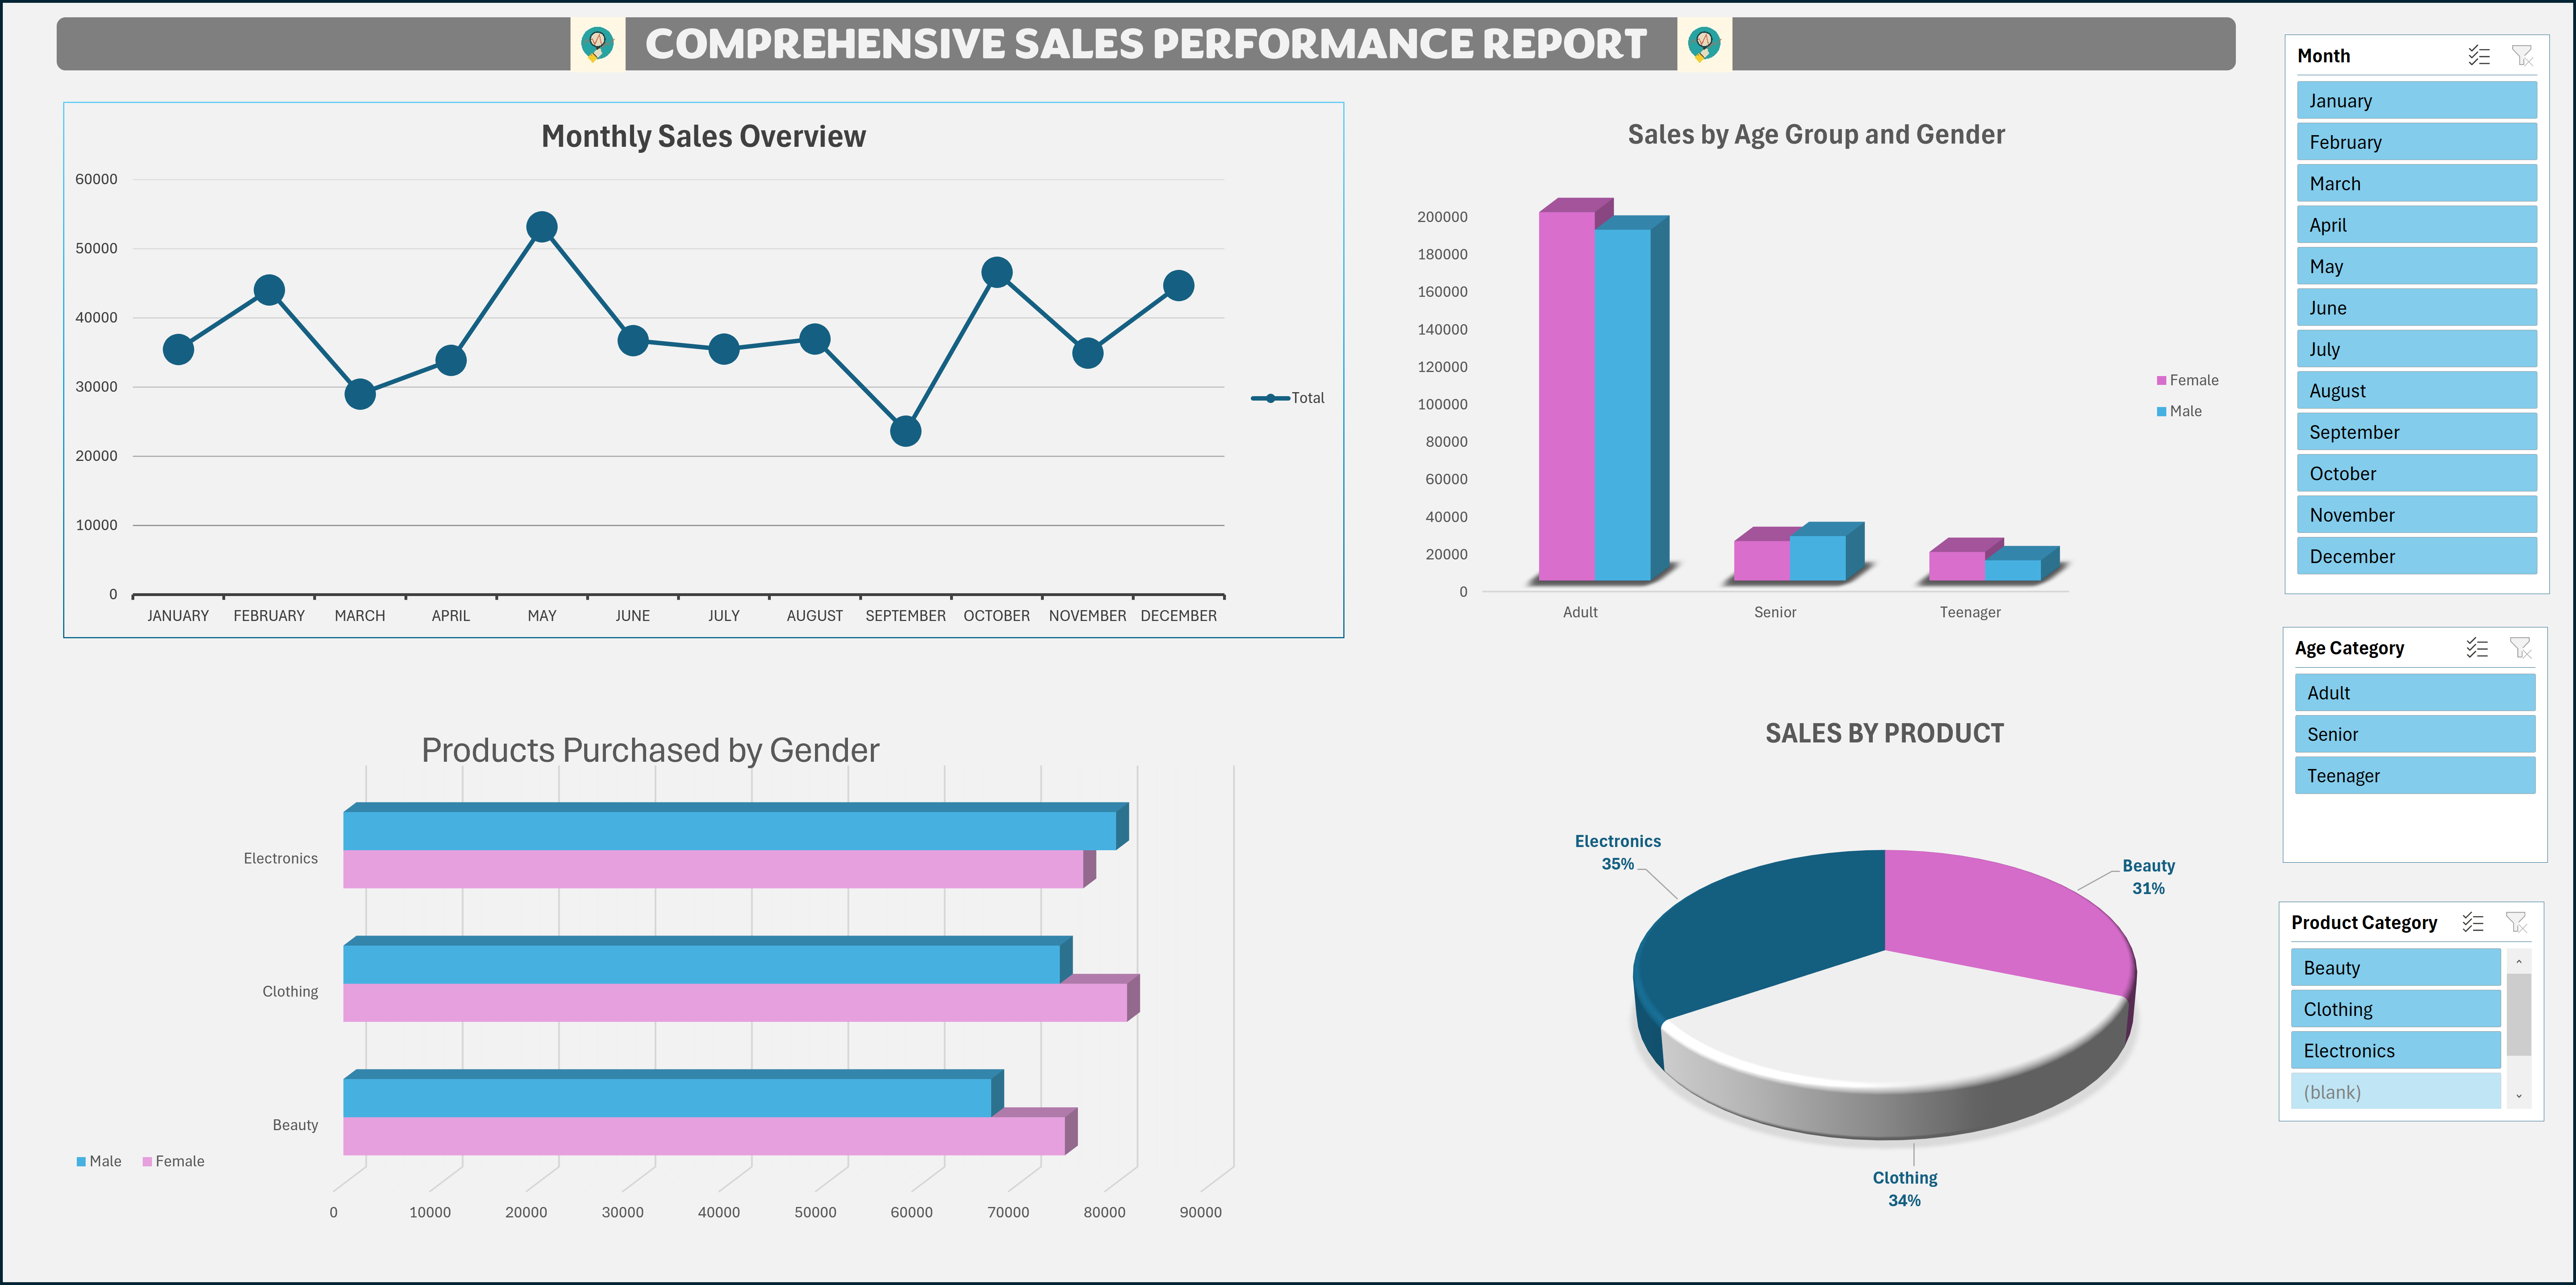 COMPREHENSIVE SALES PERFORMANCE REPORT
Monthly Sales Overview
60000
50000
40000
30000
20000
10000
0
JANUARY FEBRUARY MARCH APRIL MAY JUNE JULY AUGUST SEPTEMBER OCTOBER NOVEMBER DECEMBER
Total
Sales by Age Group and Gender
200000
180000
160000
140000
120000
100000
80000
60000
40000
20000
0
Adult Senior Teenager
Female
Male
Products Purchased by Gender
Electronics
Clothing
Beauty
Male Female
0 10000 20000 30000 40000 50000 60000 70000 80000 90000
SALES BY PRODUCT
Electronics
35%
Beauty
31%
Clothing
34%
Month
January
February
March
April
May
June
July
August
September
October
November
December
Age Category
Adult
Senior
Teenager
Product Category
Beauty
Clothing
Electronics
(blank)